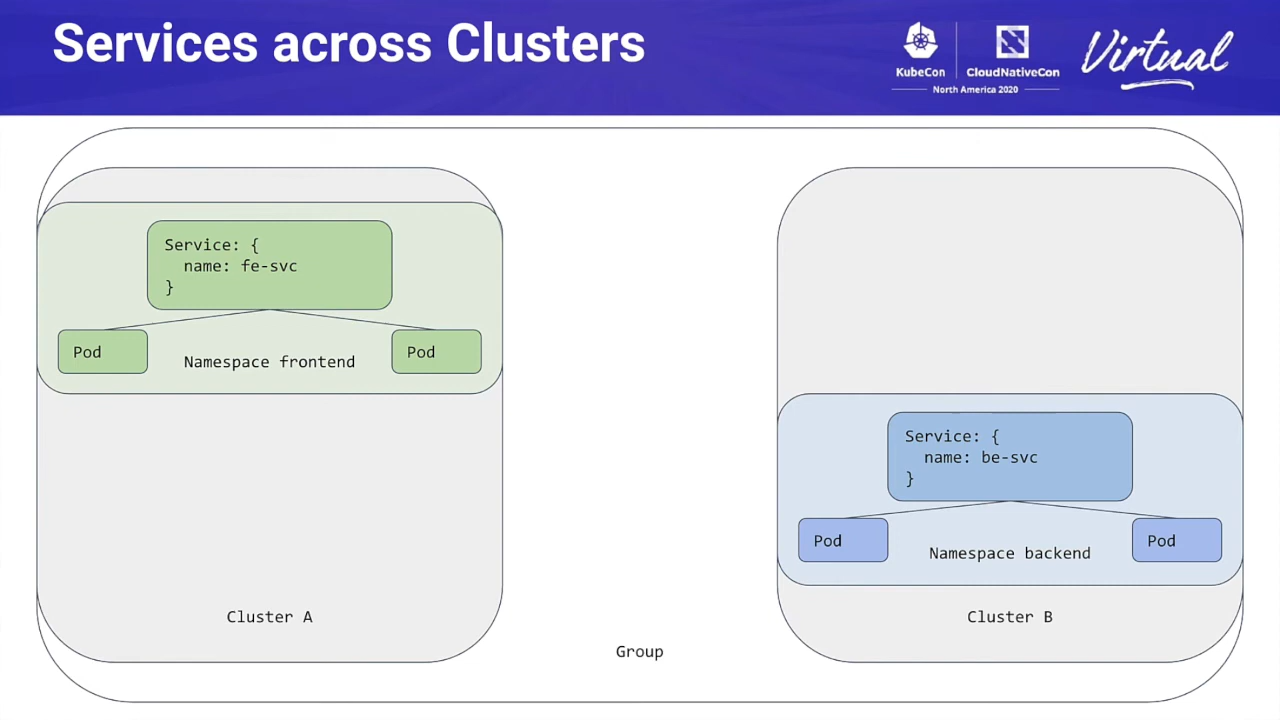 Services across Clusters
KubeCon
CloudNativeCon
North America 2020
Virtual
Service: {
name: fe-svc
}
Pod
Namespace frontend
Pod
Cluster A
Service: {
name: be-svc
}
Pod
Namespace backend
Pod
Cluster B
Group